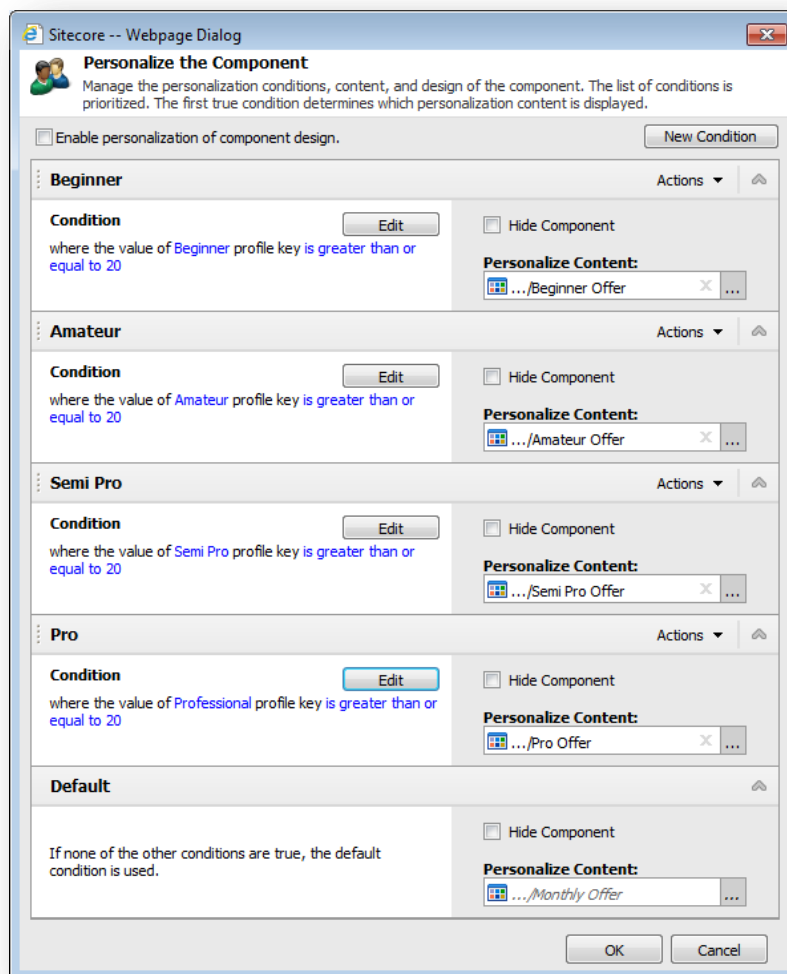 Sitecore -- Webpage Dialog
Personalize the Component
Manage the personalization conditions, content, and design of the component. The list of conditions is
prioritized. The first true condition determines which personalization content is displayed.
Enable personalization of component design.
New Condition
Beginner
Actions
Condition
Edit
where the value of Beginner profile key is greater than or
equal to 20
Hide Component
Personalize Content:
.../Beginner Offer
...
Amateur
Actions
Condition
Edit
where the value of Amateur profile key is greater than or
equal to 20
Hide Component
Personalize Content:
.../Amateur Offer
...
Semi Pro
Actions
Condition
Edit
where the value of Semi Pro profile key is greater than or
equal to 20
Hide Component
Personalize Content:
.../Semi Pro Offer
...
Pro
Actions
Condition
Edit
where the value of Professional profile key is greater than or
equal to 20
Hide Component
Personalize Content:
.../Pro Offer
...
Default
If none of the other conditions are true, the default
condition is used.
Hide Component
Personalize Content:
.../Monthly Offer
...
OK
Cancel